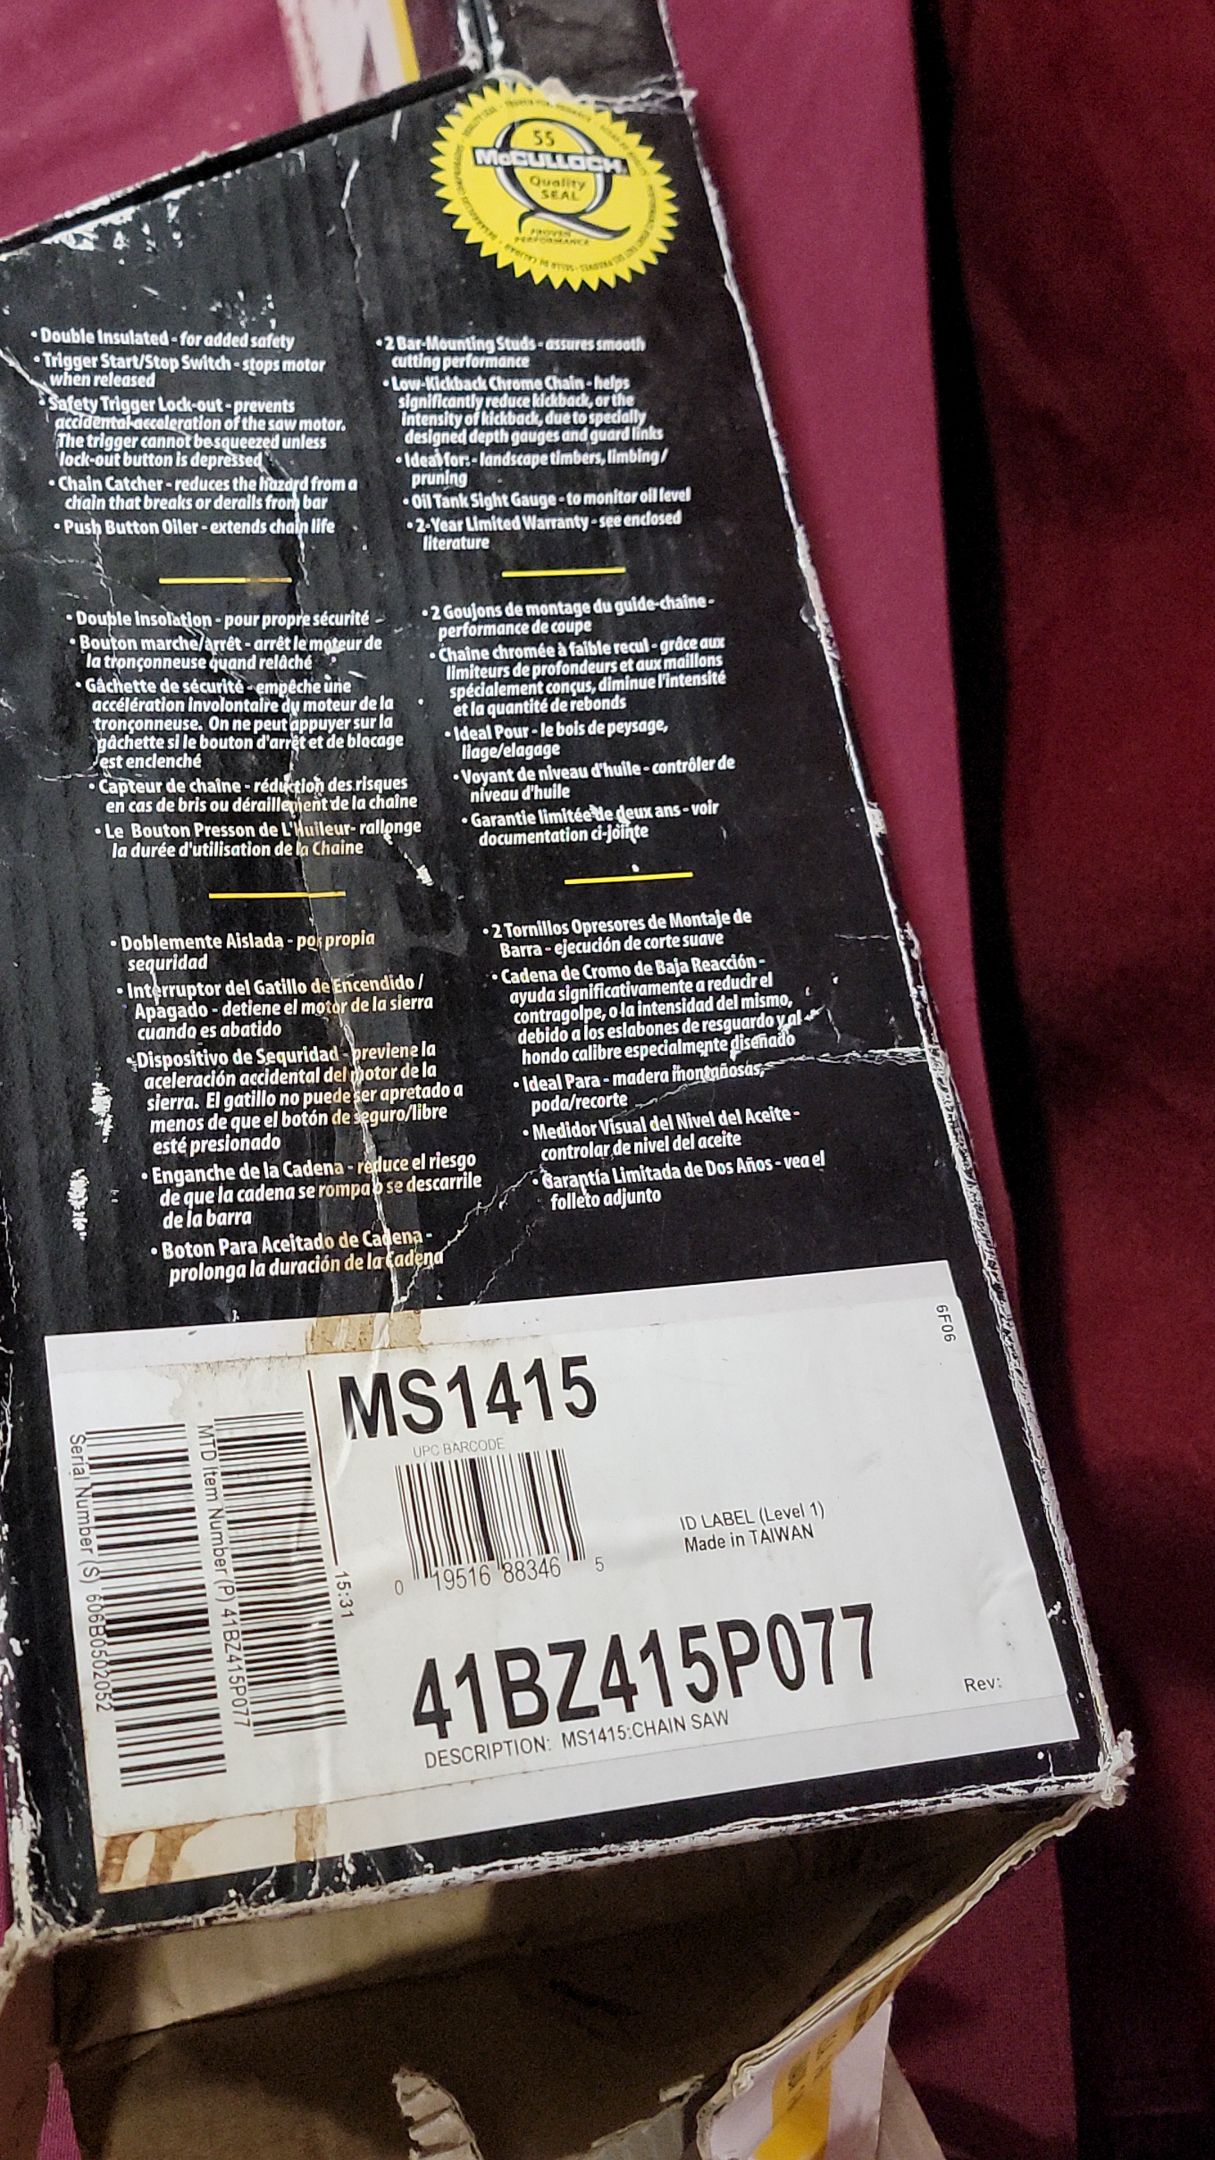 55
McCULLOCH
Quality
SEAL
PROVEN
PERFORMANCE
• Double Insulated - for added safety
• Trigger Start/Stop Switch - stops motor
when released
• Safety Trigger Lock-out - prevents
accidental acceleration of the saw motor.
The trigger cannot be squeezed unless
lock-out button is depressed
• Chain Catcher - reduces the hazard from a
chain that breaks or derails from bar
• Push Button Oiler - extends chain life
• 2 Bar-Mounting Studs - assures smooth
cutting performance
• Low-Kickback Chrome Chain - helps
significantly reduce kickback, or the
intensity of kickback, due to specially
designed depth gauges and guard links
• Ideal for: - landscape timbers, limbing/
pruning
• Oil Tank Sight Gauge - to monitor oil level
• 2-Year Limited Warranty - see enclosed
literature
• Double Insolation - pour propre sécurité
• Bouton marche/arrêt - arrêt le moteur de
la tronçonneuse quand relâché
• Gâchette de sécurité - empêche ùne
accélération involontaire du moteur de la
tronçonneuse. On ne peut appuyer sur la
gâchette si le bouton d'arrêt et de blocage
est enclenché
• Capteur de chaîne - réduction des risques
en cas de bris ou déraillement de la chaîne
• Le Bouton Presson de L'Huileur- rallonge
la durée d'utilisation de la Chaine
• 2 Goujons de montage du guide-chaîne -
performance de coupe
• Chaîne chromée à faible recul - grâce aux
limiteurs de profondeurs et aux maillons
spécialement conçus, diminue l'intensité
et la quantité de rebonds
• Ideal Pour - le bois de peysage,
liage/elagage
• Voyant de niveau d'huile - contrôler de
niveau d'huile
• Garantie limitée de deux ans - voir
documentation ci-jointe
• Doblemente Aislada - por propia
sequridad
• Interruptor del Gatillo de Encendido /
Apagado - detiene el motor de la sierra
cuando es abatido
• Dispositivo de Sequridad - previene la
aceleración accidental del motor de la
sierra. El gatillo no puede ser apretado a
menos de que el botón de seguro/libre
esté presionado
• Enganche de la Cadena - reduce el riesgo
de que la cadena se rompa o se descarrile
de la barra
• Boton Para Aceitado de Cadena -
prolonga la duración de la Cadena
• 2 Tornillos Opresores de Montaje de
Barra - ejecución de corte suave
• Cadena de Cromo de Baja Reacción -
ayuda significativamente a reducir el
contragolpe, o la intensidad del mismo,
debido a los eslabones de resguardo y al
hondo calibre especialmente diseñado
• Ideal Para - madera montañosas,
poda/recorte
• Medidor Visual del Nivel del Aceite -
controlar de nivel del aceite
• Garantía Limitada de Dos Años - vea el
folleto adjunto
6F06
MS1415
UPC BARCODE
0 19516 88346 5
ID LABEL (Level 1)
Made in TAIWAN
15:31
MTD Item Number (P) 41BZ415P077
Serial Number (S) 606B0502052
41BZ415P077
DESCRIPTION: MS1415:CHAIN SAW
Rev: